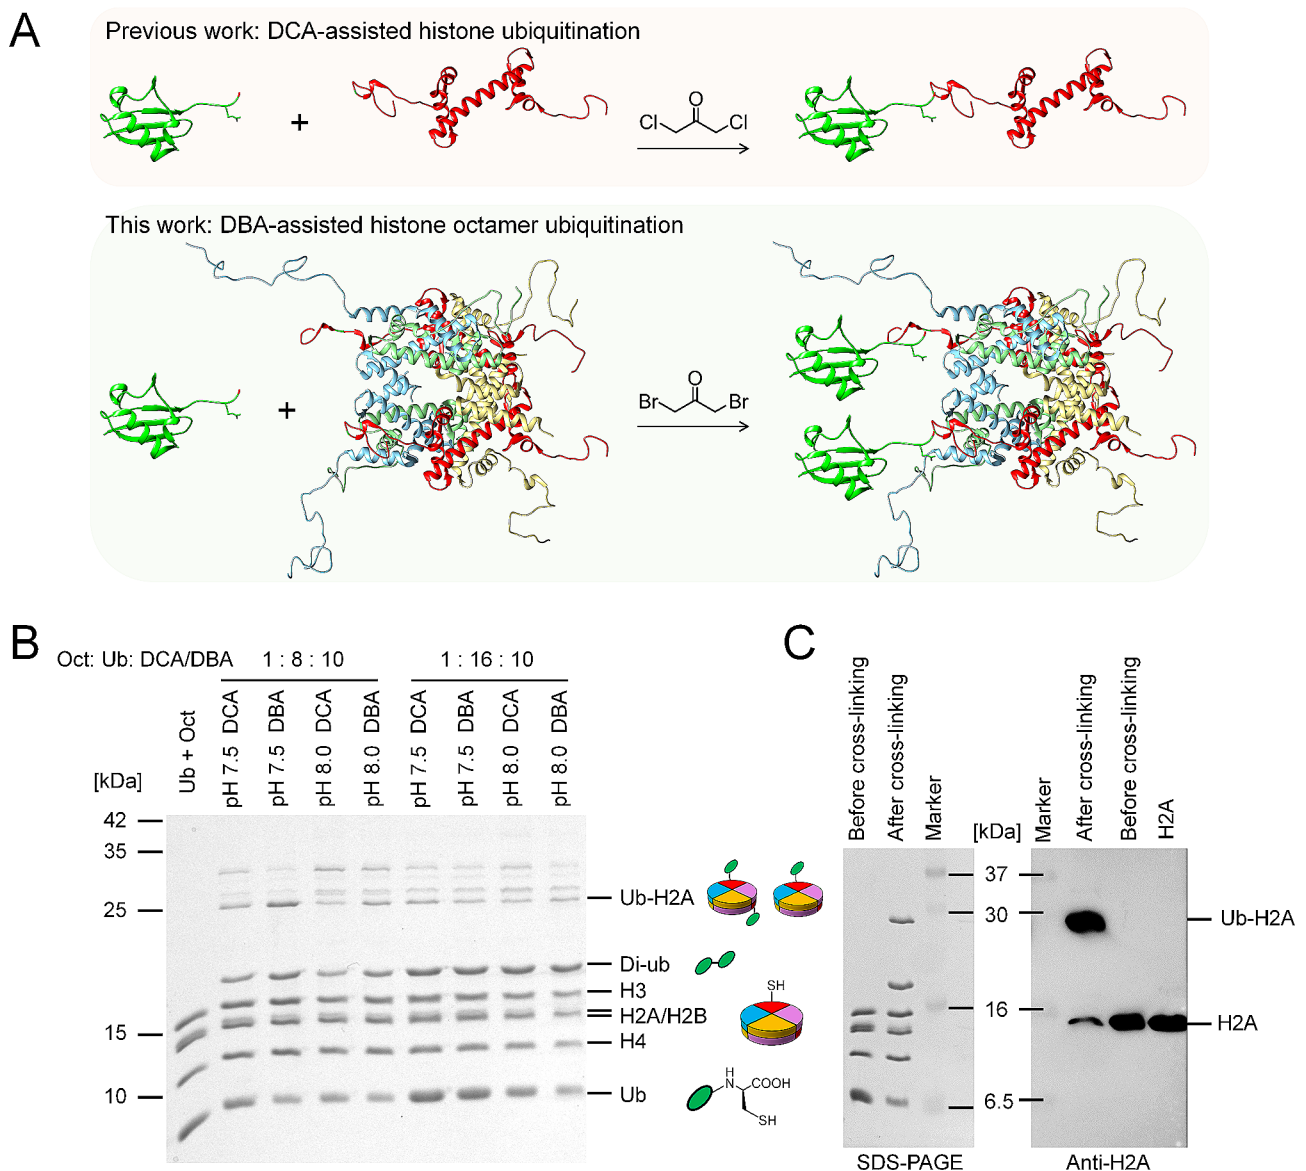 A
Previous work: DCA-assisted histone ubiquitination
+
Cl
O
Cl
This work: DBA-assisted histone octamer ubiquitination
+
Br
O
Br
B
Oct: Ub: DCA/DBA
1 : 8 : 10
1 : 16 : 10
[kDa]
Ub + Oct
pH 7.5 DCA
pH 7.5 DBA
pH 8.0 DCA
pH 8.0 DBA
pH 7.5 DCA
pH 7.5 DBA
pH 8.0 DCA
pH 8.0 DBA
42
35
25
15
10
Ub-H2A
Di-ub
H3
H2A/H2B
H4
Ub
SH
H
N
COOH
SH
C
Before cross-linking
After cross-linking
Marker
[kDa]
Marker
After cross-linking
Before cross-linking
H2A
37
30
16
6.5
Ub-H2A
H2A
SDS-PAGE
Anti-H2A